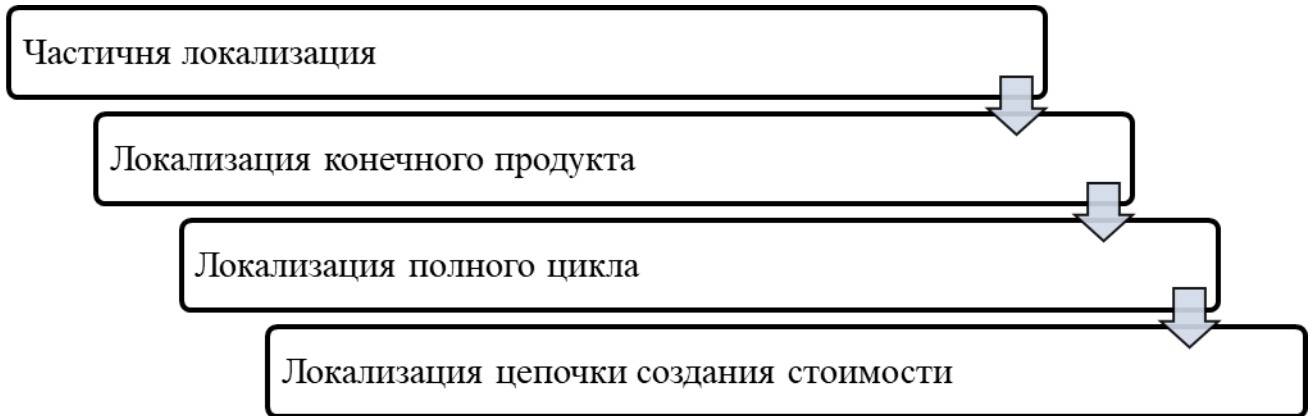 Частичня локализация
Локализация конечного продукта
Локализация полного цикла
Локализация цепочки создания стоимости